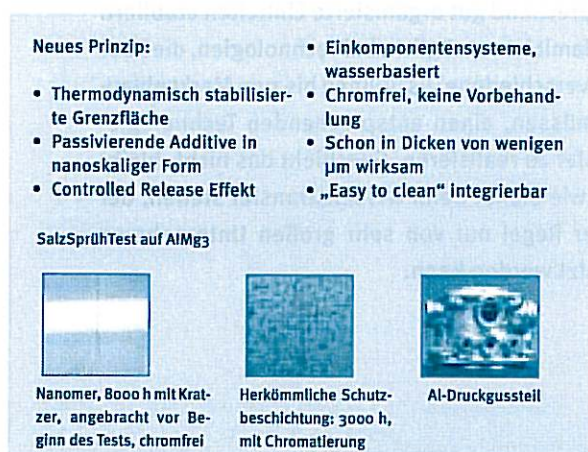 Neues Prinzip:
• Thermodynamisch stabilisier-
te Grenzfläche
• Passivierende Additive in
nanoskaliger Form
• Controlled Release Effekt
• Einkomponentensysteme,
wasserbasiert
• Chromfrei, keine Vorbehand-
lung
• Schon in Dicken von wenigen
µm wirksam
• „Easy to clean“ integrierbar
SalzSprühTest auf AlMg3
Nanomer, 8000 h mit Krat-
zer, angebracht vor Be-
ginn des Tests, chromfrei
Herkömmliche Schutz-
beschichtung: 3000 h,
mit Chromatierung
Al-Druckgussteil